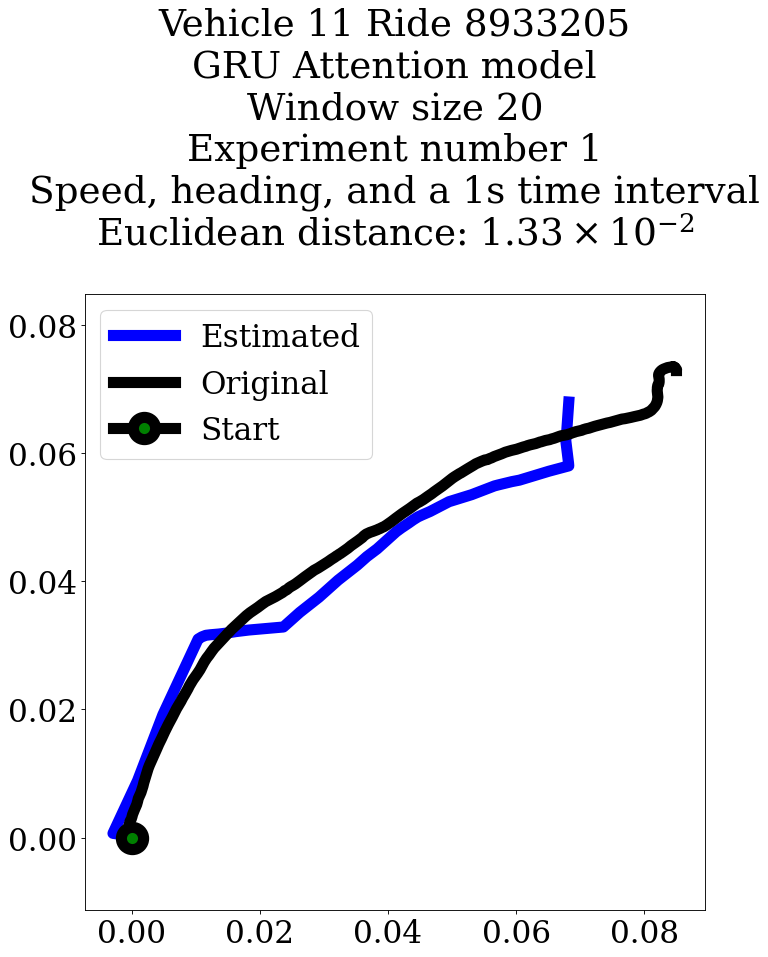 Vehicle 11 Ride 8933205
GRU Attention model
Window size 20
Experiment number 1
Speed, heading, and a 1s time interval
Euclidean distance: 1.33 × 10⁻²
0.08
0.06
0.04
0.02
0.00
Estimated
Original
Start
0.00 0.02 0.04 0.06 0.08